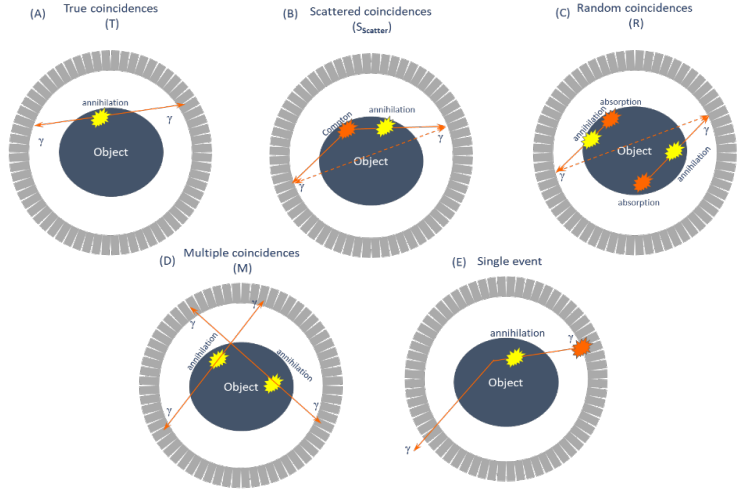 (A)
True coincidences
(T)
annihilation
γ
γ
Object
(B)
Scattered coincidences
(S_Scatter)
Compton
annihilation
γ
γ
Object
(C)
Random coincidences
(R)
absorption
annihilation
γ
γ
Object
annihilation
absorption
(D)
Multiple coincidences
(M)
γ
γ
annihilation
annihilation
Object
γ
γ
(E)
Single event
annihilation
γ
Object
γ